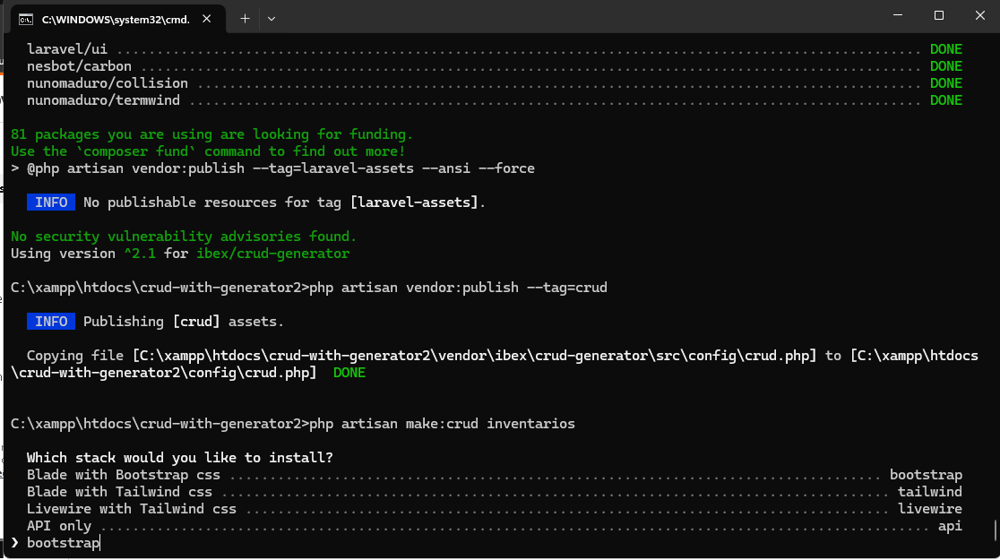 C:\WINDOWS\system32\cmd.
laravel/ui ........................................................................................................ DONE
nesbot/carbon ..................................................................................................... DONE
nunomaduro/collision .............................................................................................. DONE
nunomaduro/termwind ............................................................................................... DONE
81 packages you are using are looking for funding.
Use the `composer fund` command to find out more!
> @php artisan vendor:publish --tag=laravel-assets --ansi --force
INFO No publishable resources for tag [laravel-assets].
No security vulnerability advisories found.
Using version ^2.1 for ibex/crud-generator
C:\xampp\htdocs\crud-with-generator2>php artisan vendor:publish --tag=crud
INFO Publishing [crud] assets.
Copying file [C:\xampp\htdocs\crud-with-generator2\vendor\ibex\crud-generator\src\config\crud.php] to [C:\xampp\htdocs
\crud-with-generator2\config\crud.php] DONE
C:\xampp\htdocs\crud-with-generator2>php artisan make:crud inventarios
Which stack would you like to install?
Blade with Bootstrap css ................................................................................. bootstrap
Blade with Tailwind css ................................................................................... tailwind
Livewire with Tailwind css ................................................................................ livewire
API only ....................................................................................................... api
❯ bootstrap